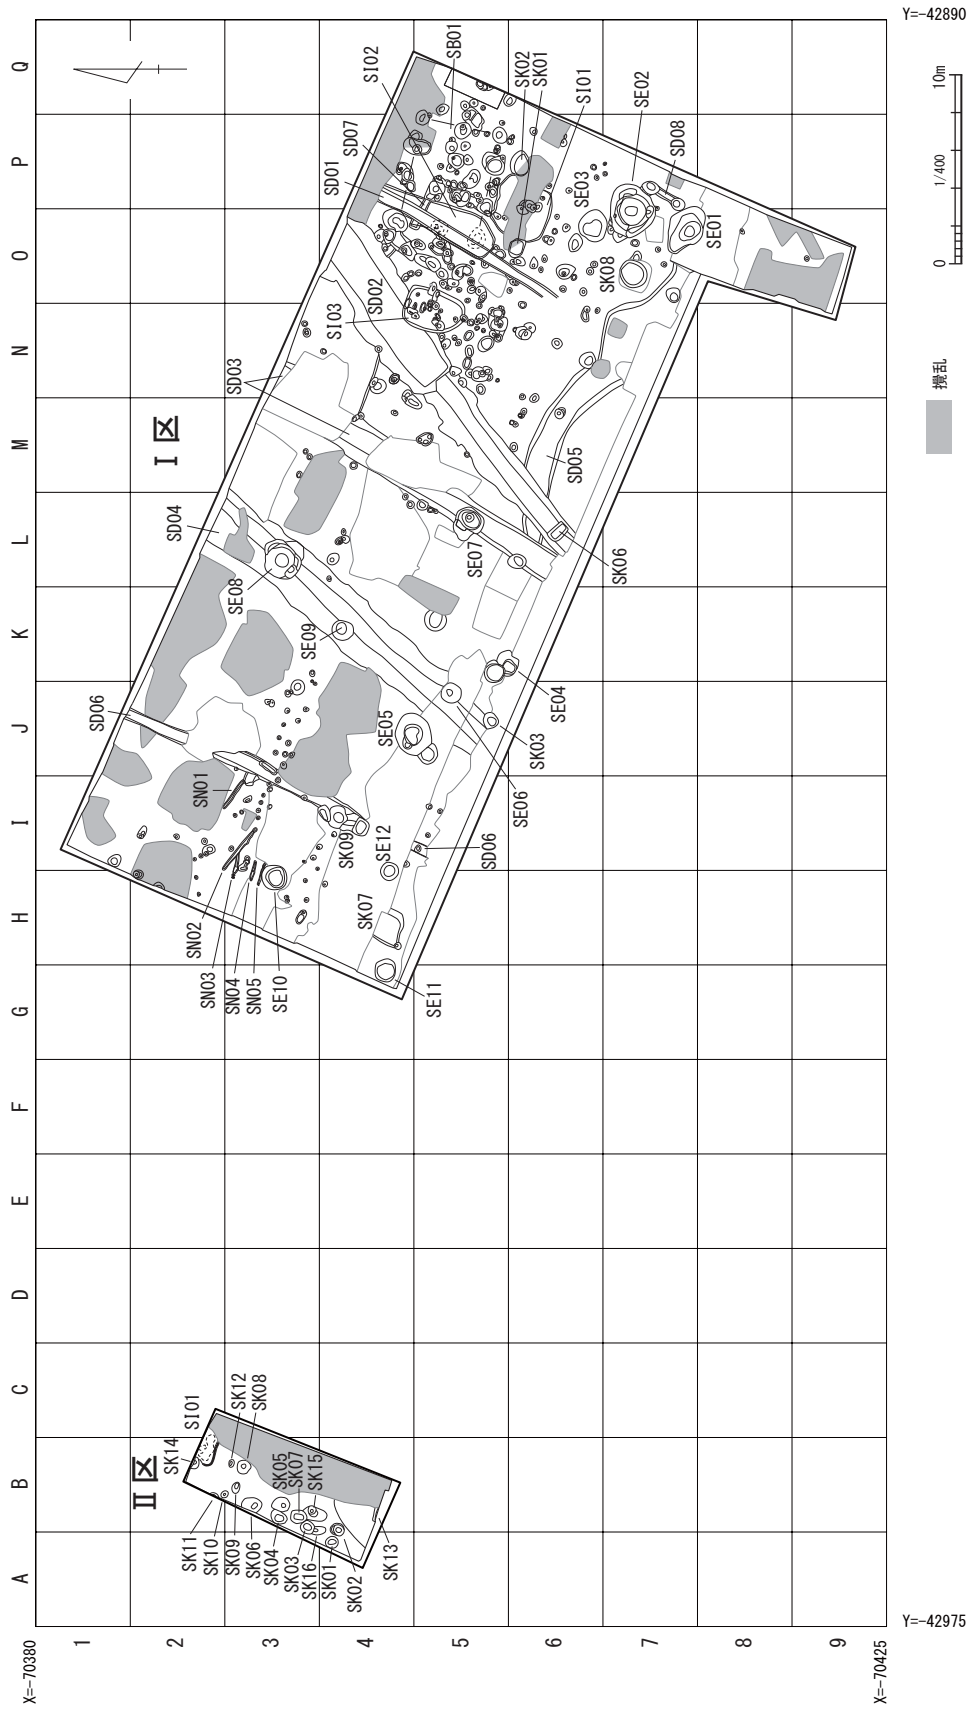 Y=-42890
Q
P
O
N
M
L
K
J
I
H
G
F
E
D
C
B
A
1
2
3
4
5
6
7
8
9
X=-70380
X=-70425
Y=-42975
10m
1/400
0
攪乱
Ⅰ区
SI02
SB01
SD07
SD01
SK02
SK01
SI01
SE02
SD08
SE03
SE01
SK08
SD02
SI03
SD03
SD05
SD04
SE07
SK06
SE08
SE09
SE04
SD06
SE05
SK03
SE06
SN01
SK09
SE12
SD06
SK07
SN02
SN03
SN04
SN05
SE10
SE11
Ⅱ区
SK14
SI01
SK12
SK08
SK05
SK07
SK15
SK11
SK10
SK09
SK06
SK04
SK03
SK16
SK01
SK02
SK13